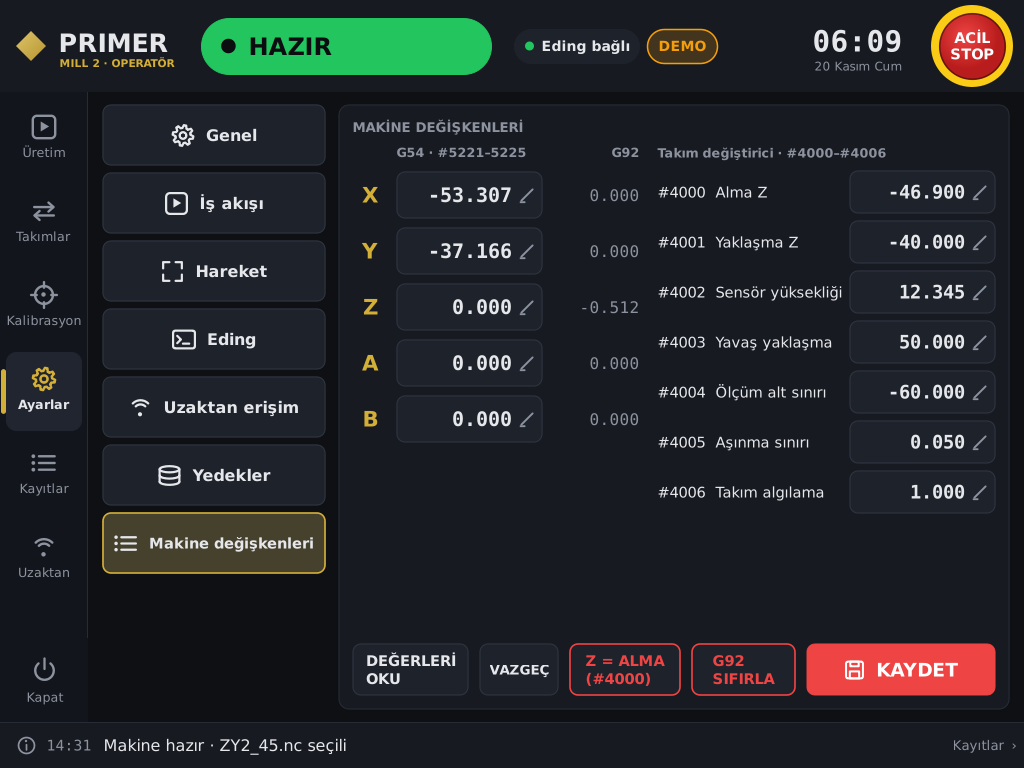 PRIMER
MILL 2 · OPERATÖR
HAZIR
Eding bağlı
DEMO
06:09
20 Kasım Cum
ACİL
STOP
Üretim
Takımlar
Kalibrasyon
Ayarlar
Kayıtlar
Uzaktan
Kapat
Genel
İş akışı
Hareket
Eding
Uzaktan erişim
Yedekler
Makine değişkenleri
MAKİNE DEĞİŞKENLERİ
G54 · #5221–5225
G92
X -53.307 0.000
Y -37.166 0.000
Z 0.000 -0.512
A 0.000 0.000
B 0.000 0.000
Takım değiştirici · #4000–#4006
#4000 Alma Z -46.900
#4001 Yaklaşma Z -40.000
#4002 Sensör yüksekliği 12.345
#4003 Yavaş yaklaşma 50.000
#4004 Ölçüm alt sınırı -60.000
#4005 Aşınma sınırı 0.050
#4006 Takım algılama 1.000
DEĞERLERİ
OKU
VAZGEÇ
Z = ALMA
(#4000)
G92
SIFIRLA
KAYDET
14:31 Makine hazır · ZY2_45.nc seçili
Kayıtlar ›